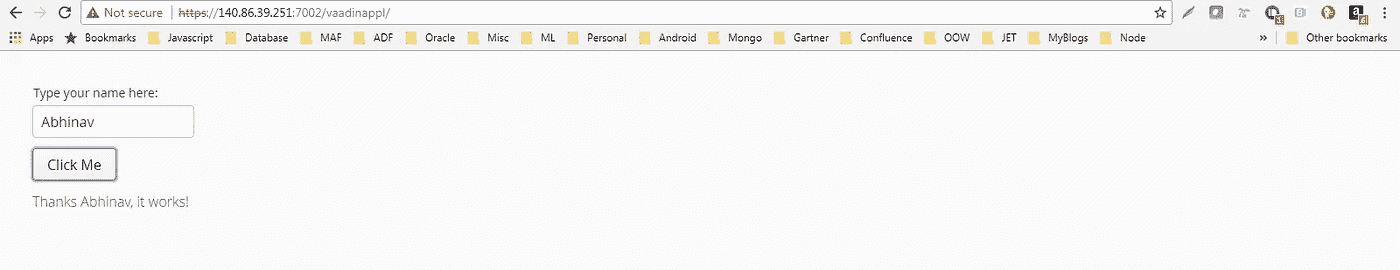 Not secure https://140.86.39.251:7002/vaadinappl/
Apps Bookmarks Javascript Database MAF ADF Oracle Misc ML Personal Android Mongo Gartner Confluence OOW JET MyBlogs Node » Other bookmarks
Type your name here:
Abhinav
Click Me
Thanks Abhinav, it works!